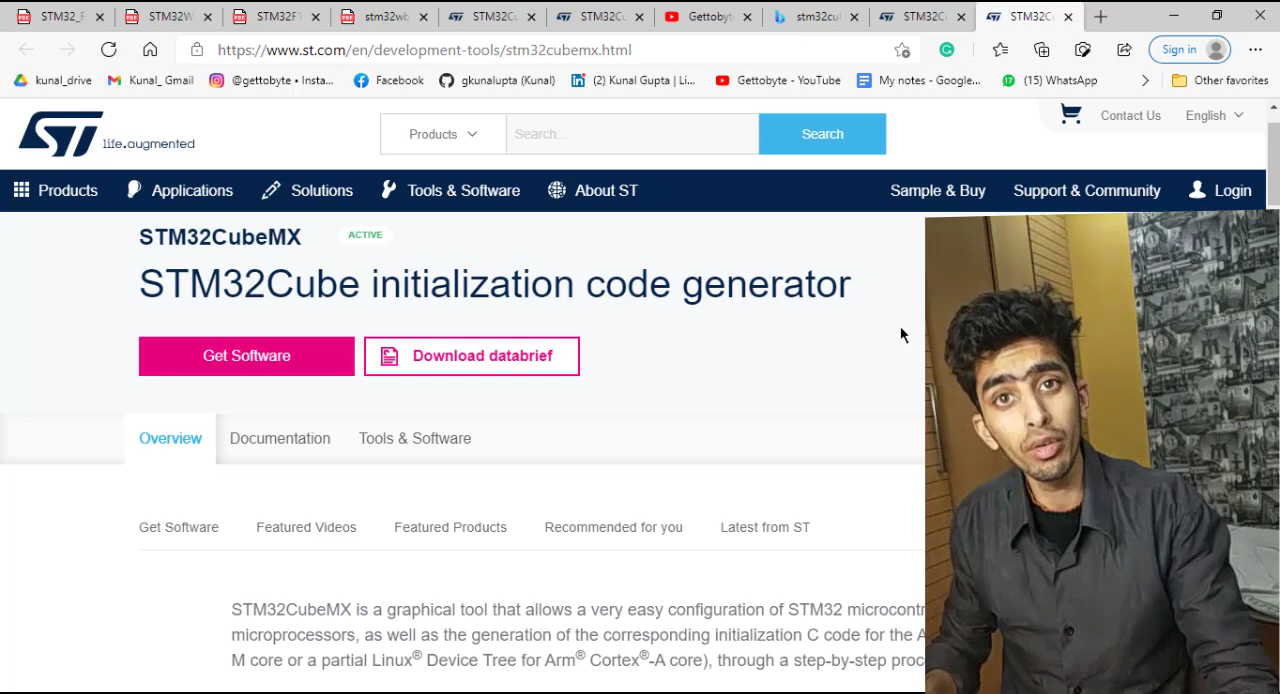 STM32_F
STM32W
STM32F1
stm32wb
STM32Cu
STM32Cu
Gettobyt
stm32cul
STM32Cu
STM32Cu
https://www.st.com/en/development-tools/stm32cubemx.html
Sign in
kunal_drive
Kunal_Gmail
@gettobyte • Insta...
Facebook
gkunalupta (Kunal)
(2) Kunal Gupta | Li...
Gettobyte - YouTube
My notes - Google...
(15) WhatsApp
Other favorites
ST life.augmented
Products
Search...
Search
Contact Us
English
Products
Applications
Solutions
Tools & Software
About ST
Sample & Buy
Support & Community
Login
STM32CubeMX
ACTIVE
STM32Cube initialization code generator
Get Software
Download databrief
Overview
Documentation
Tools & Software
Get Software
Featured Videos
Featured Products
Recommended for you
Latest from ST
STM32CubeMX is a graphical tool that allows a very easy configuration of STM32 microcontr
microprocessors, as well as the generation of the corresponding initialization C code for the A
M core or a partial Linux® Device Tree for Arm® Cortex®-A core), through a step-by-step proc